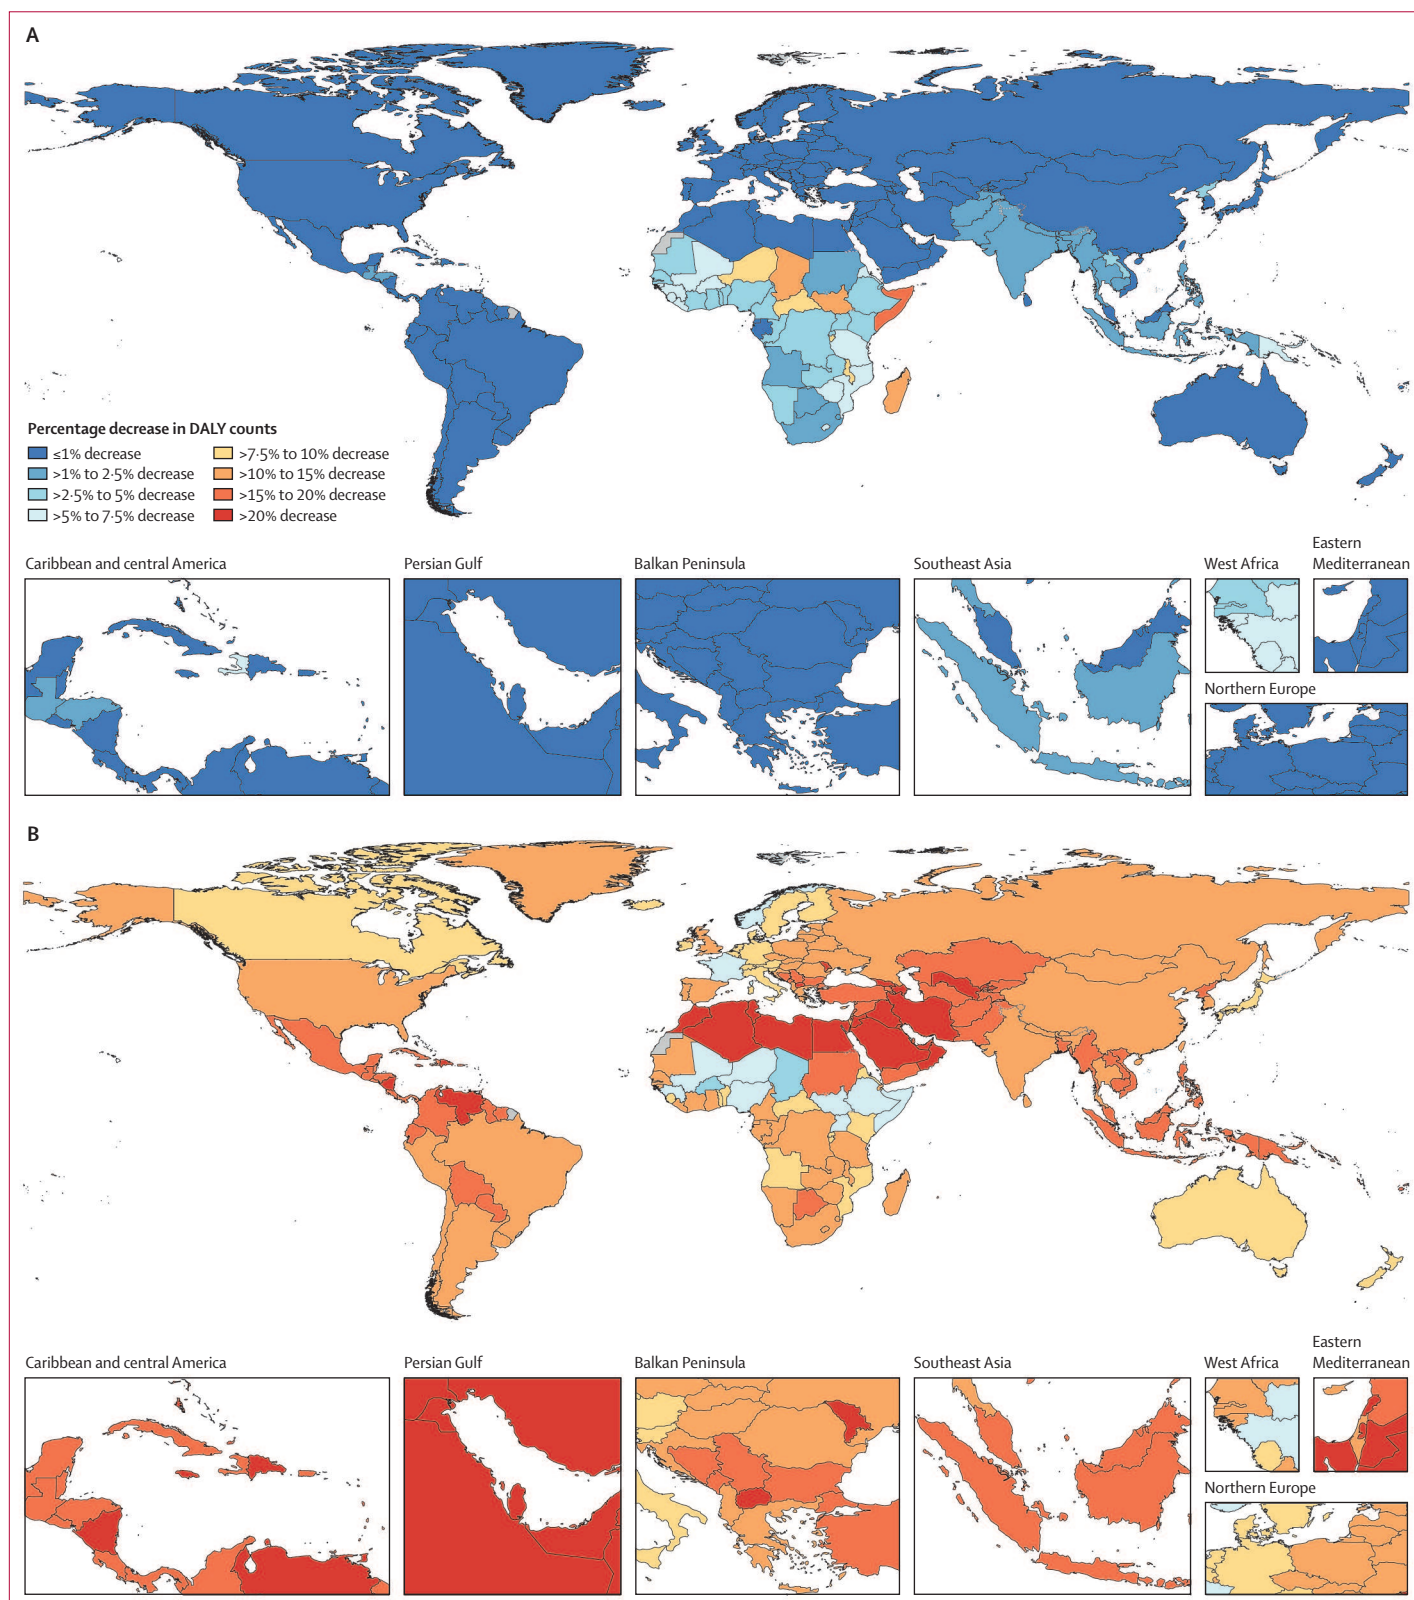 A
Percentage decrease in DALY counts
≤1% decrease
>1% to 2·5% decrease
>2·5% to 5% decrease
>5% to 7·5% decrease
>7·5% to 10% decrease
>10% to 15% decrease
>15% to 20% decrease
>20% decrease
Caribbean and central America
Persian Gulf
Balkan Peninsula
Southeast Asia
West Africa
Eastern
Mediterranean
Northern Europe
B
Caribbean and central America
Persian Gulf
Balkan Peninsula
Southeast Asia
West Africa
Eastern
Mediterranean
Northern Europe